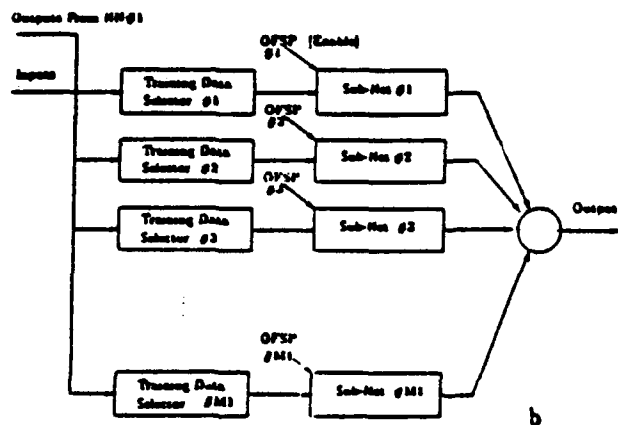 Outputs From NN-#1
Inputs
OFSP (Enable)
#1
Training Data
Selector #1
Sub-Net #1
OFSP
#2
Training Data
Selector #2
Sub-Net #2
OFSP
#3
Training Data
Selector #3
Sub-Net #3
Output
OFSP
#M1
Training Data
Selector #M1
Sub-Net #M1
b